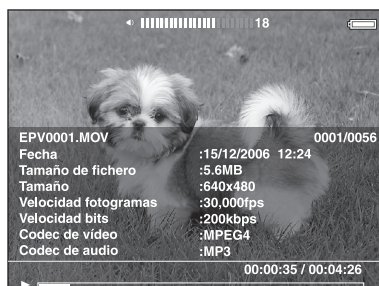 18
EPV0001.MOV 0001/0056
Fecha :15/12/2006 12:24
Tamaño de fichero :5.6MB
Tamaño :640x480
Velocidad fotogramas :30,000fps
Velocidad bits :200kbps
Codec de vídeo :MPEG4
Codec de audio :MP3
00:00:35 / 00:04:26